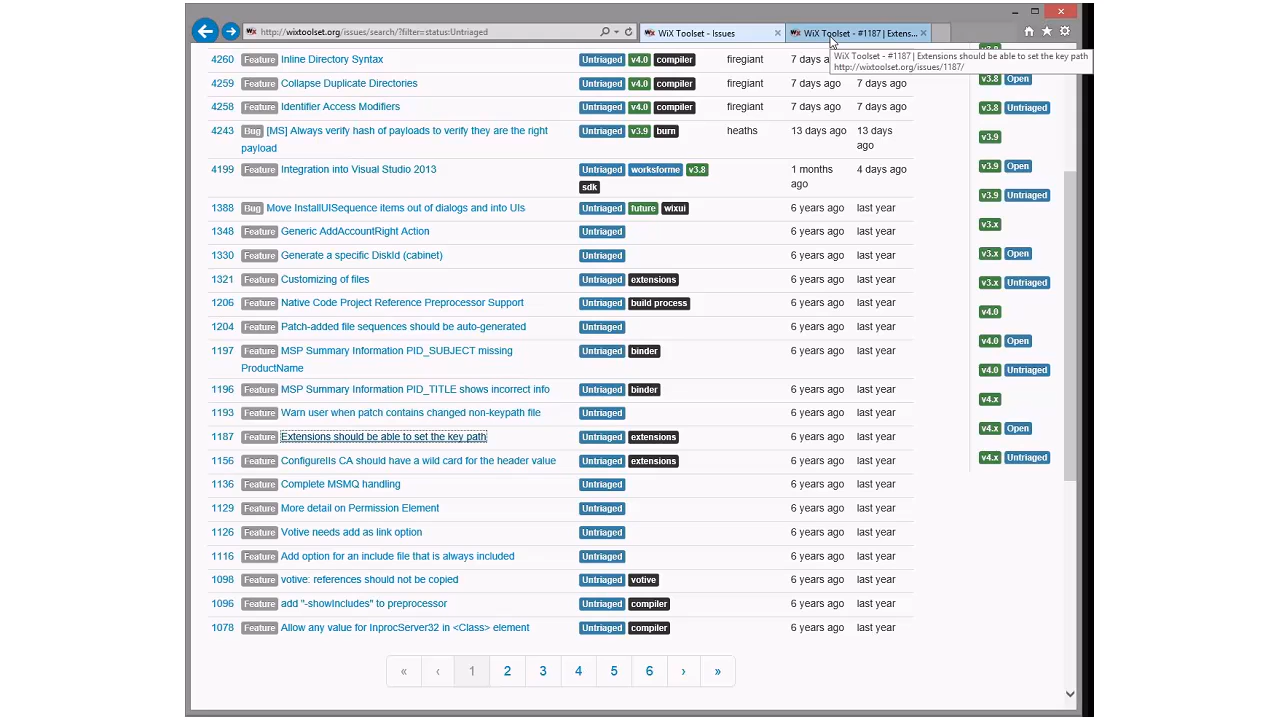 http://wixtoolset.org/issues/search/?filter=status:Untriaged
WiX Toolset - Issues
WiX Toolset - #1187 | Extens...
WiX Toolset - #1187 | Extensions should be able to set the key path
http://wixtoolset.org/issues/1187/
4260 Feature Inline Directory Syntax Untriaged v4.0 compiler firegiant 7 days a
4259 Feature Collapse Duplicate Directories Untriaged v4.0 compiler firegiant 7 days ago 7 days ago
4258 Feature Identifier Access Modifiers Untriaged v4.0 compiler firegiant 7 days ago 7 days ago
4243 Bug [MS] Always verify hash of payloads to verify they are the right Untriaged v3.9 burn heaths 13 days ago 13 days
payload ago
4199 Feature Integration into Visual Studio 2013 Untriaged worksforme v3.8 1 months 4 days ago
sdk ago
1388 Bug Move InstallUISequence items out of dialogs and into UIs Untriaged future wixui 6 years ago last year
1348 Feature Generic AddAccountRight Action Untriaged 6 years ago last year
1330 Feature Generate a specific DiskId (cabinet) Untriaged 6 years ago last year
1321 Feature Customizing of files Untriaged extensions 6 years ago last year
1206 Feature Native Code Project Reference Preprocessor Support Untriaged build process 6 years ago last year
1204 Feature Patch-added file sequences should be auto-generated Untriaged 6 years ago last year
1197 Feature MSP Summary Information PID_SUBJECT missing Untriaged binder 6 years ago last year
ProductName
1196 Feature MSP Summary Information PID_TITLE shows incorrect info Untriaged binder 6 years ago last year
1193 Feature Warn user when patch contains changed non-keypath file Untriaged 6 years ago last year
1187 Feature Extensions should be able to set the key path Untriaged extensions 6 years ago last year
1156 Feature ConfigureIIs CA should have a wild card for the header value Untriaged extensions 6 years ago last year
1136 Feature Complete MSMQ handling Untriaged 6 years ago last year
1129 Feature More detail on Permission Element Untriaged 6 years ago last year
1126 Feature Votive needs add as link option Untriaged 6 years ago last year
1116 Feature Add option for an include file that is always included Untriaged 6 years ago last year
1098 Feature votive: references should not be copied Untriaged votive 6 years ago last year
1096 Feature add "-showIncludes" to preprocessor Untriaged compiler 6 years ago last year
1078 Feature Allow any value for InprocServer32 in <Class> element Untriaged compiler 6 years ago last year
« ‹ 1 2 3 4 5 6 › »
v3.8
v3.8 Open
v3.8 Untriaged
v3.9
v3.9 Open
v3.9 Untriaged
v3.x
v3.x Open
v3.x Untriaged
v4.0
v4.0 Open
v4.0 Untriaged
v4.x
v4.x Open
v4.x Untriaged